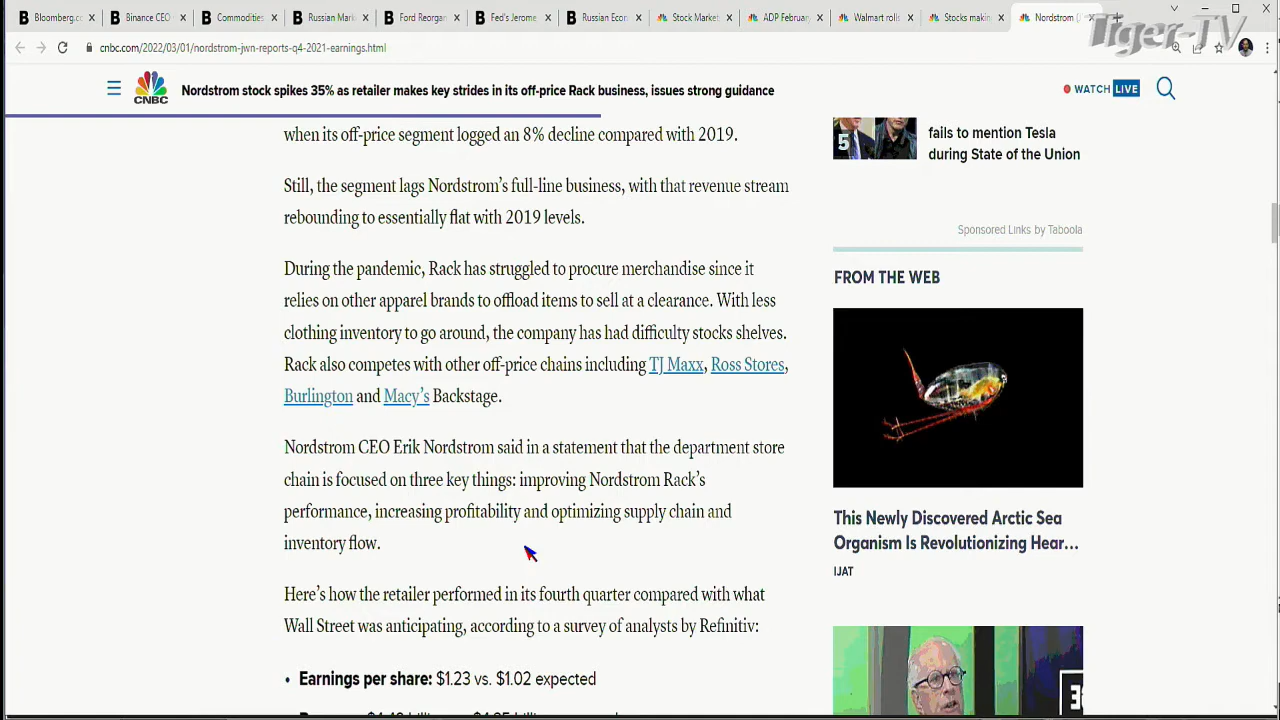 Bloomberg.co
Binance CEO
Commodities
Russian Mark
Ford Reorgan
Fed's Jerome
Russian Econ
Stock Market
ADP February
Walmart rolls
Stocks makin
Nordstrom (J
Tiger-TV
cnbc.com/2022/03/01/nordstrom-jwn-reports-q4-2021-earnings.html
CNBC
Nordstrom stock spikes 35% as retailer makes key strides in its off-price Rack business, issues strong guidance
WATCH LIVE
when its off-price segment logged an 8% decline compared with 2019.
Still, the segment lags Nordstrom's full-line business, with that revenue stream
rebounding to essentially flat with 2019 levels.
During the pandemic, Rack has struggled to procure merchandise since it
relies on other apparel brands to offload items to sell at a clearance. With less
clothing inventory to go around, the company has had difficulty stocks shelves.
Rack also competes with other off-price chains including TJ Maxx, Ross Stores,
Burlington and Macy's Backstage.
Nordstrom CEO Erik Nordstrom said in a statement that the department store
chain is focused on three key things: improving Nordstrom Rack's
performance, increasing profitability and optimizing supply chain and
inventory flow.
Here's how the retailer performed in its fourth quarter compared with what
Wall Street was anticipating, according to a survey of analysts by Refinitiv:
• Earnings per share: $1.23 vs. $1.02 expected
5
fails to mention Tesla
during State of the Union
Sponsored Links by Taboola
FROM THE WEB
This Newly Discovered Arctic Sea
Organism Is Revolutionizing Hear...
IJAT